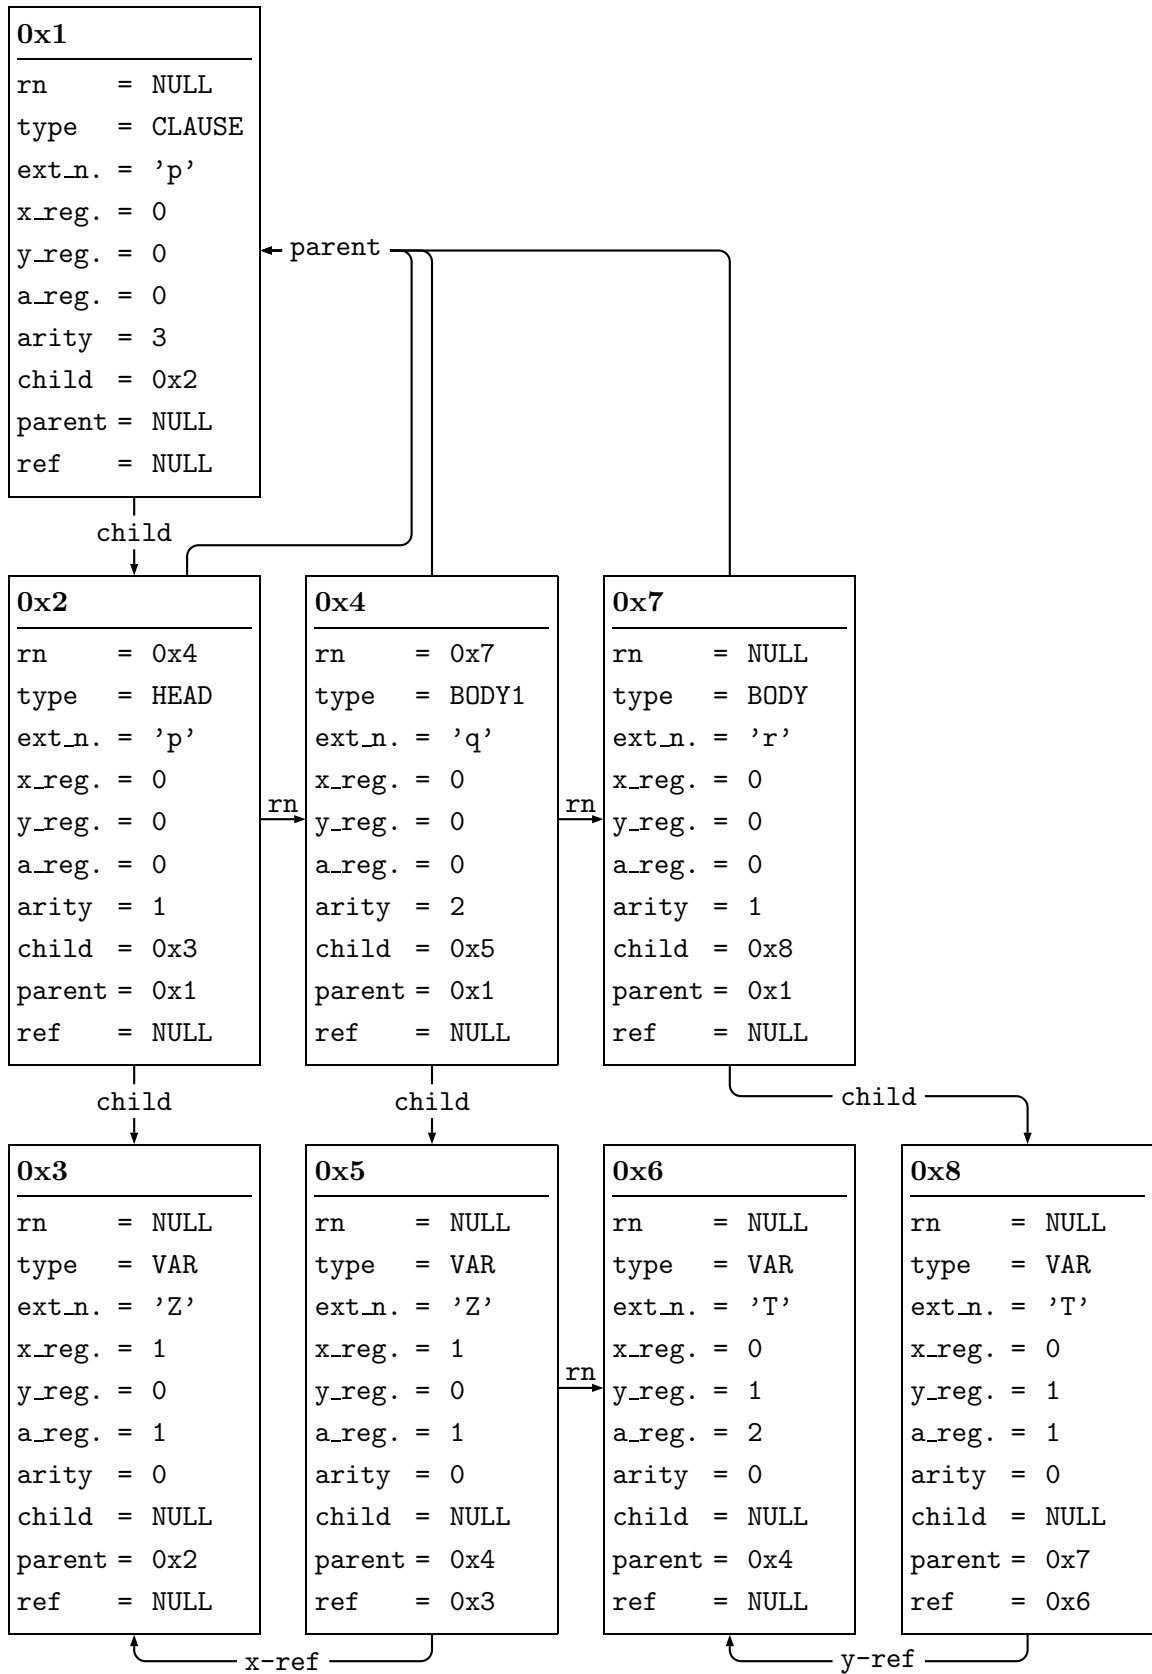 0x1
rn = NULL
type = CLAUSE
ext_n. = ’p’
x_reg. = 0
y_reg. = 0
a_reg. = 0
arity = 3
child = 0x2
parent = NULL
ref = NULL
parent
child
0x2
rn = 0x4
type = HEAD
ext_n. = ’p’
x_reg. = 0
y_reg. = 0
a_reg. = 0
arity = 1
child = 0x3
parent = 0x1
ref = NULL
rn
0x4
rn = 0x7
type = BODY1
ext_n. = ’q’
x_reg. = 0
y_reg. = 0
a_reg. = 0
arity = 2
child = 0x5
parent = 0x1
ref = NULL
rn
0x7
rn = NULL
type = BODY
ext_n. = ’r’
x_reg. = 0
y_reg. = 0
a_reg. = 0
arity = 1
child = 0x8
parent = 0x1
ref = NULL
child
child
child
0x3
rn = NULL
type = VAR
ext_n. = ’Z’
x_reg. = 1
y_reg. = 0
a_reg. = 1
arity = 0
child = NULL
parent = 0x2
ref = NULL
0x5
rn = NULL
type = VAR
ext_n. = ’Z’
x_reg. = 1
y_reg. = 0
a_reg. = 1
arity = 0
child = NULL
parent = 0x4
ref = 0x3
rn
0x6
rn = NULL
type = VAR
ext_n. = ’T’
x_reg. = 0
y_reg. = 1
a_reg. = 2
arity = 0
child = NULL
parent = 0x4
ref = NULL
0x8
rn = NULL
type = VAR
ext_n. = ’T’
x_reg. = 0
y_reg. = 1
a_reg. = 1
arity = 0
child = NULL
parent = 0x7
ref = 0x6
x-ref
y-ref